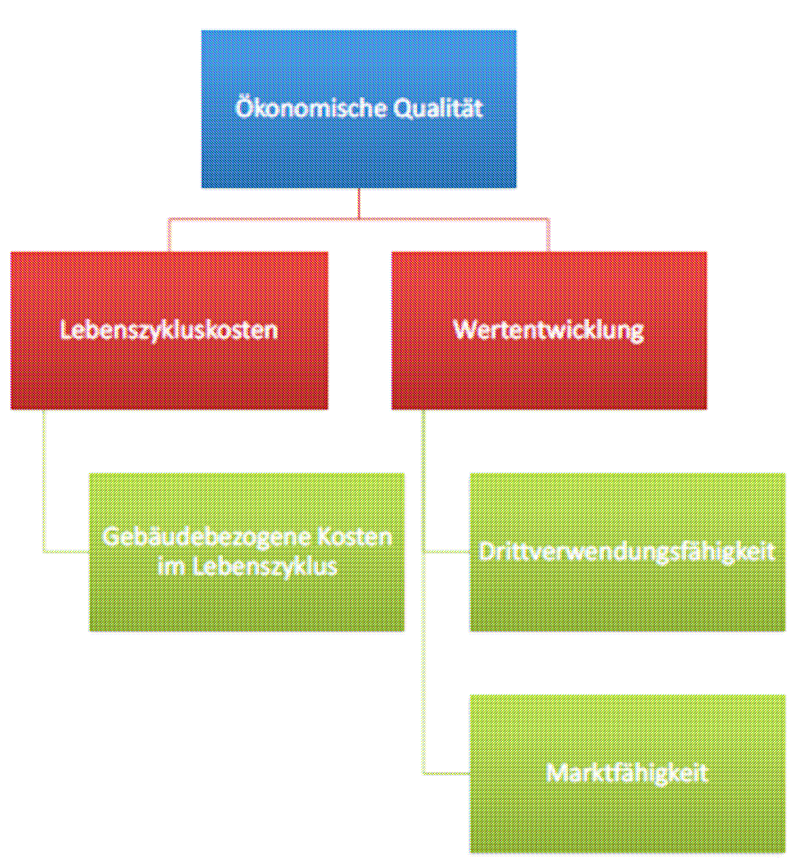 Ökonomische Qualität
Lebenszykluskosten
Wertentwicklung
Gebäudebezogene Kosten
im Lebenszyklus
Drittverwendungsfähigkeit
Marktfähigkeit